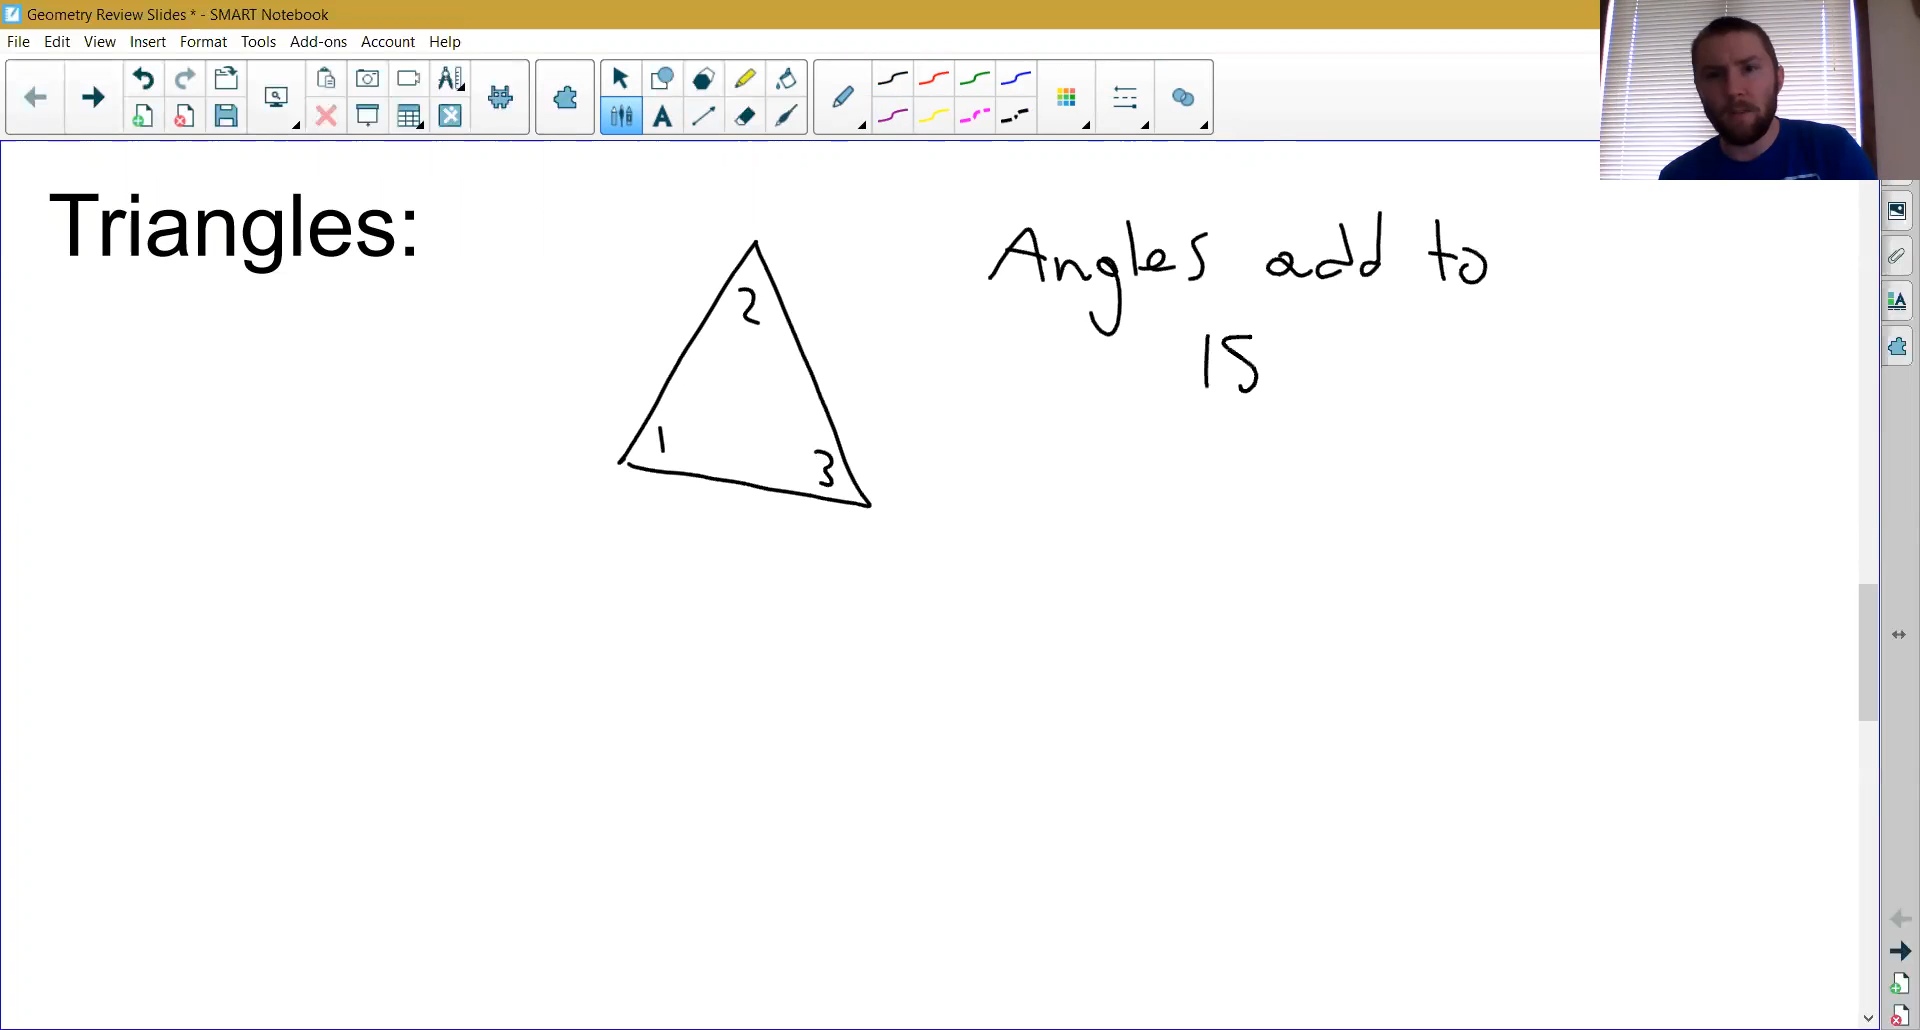 Geometry Review Slides * - SMART Notebook
File Edit View Insert Format Tools Add-ons Account Help
Triangles:
Angles add to
15
2
1
3